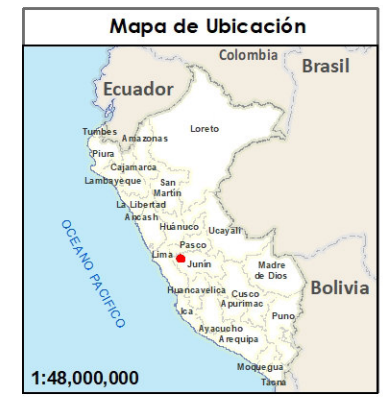 Mapa de Ubicación
Colombia
Brasil
Ecuador
Tumbes
Amazonas
Loreto
Piura
Cajamarca
Lambayeque
San
Martin
La Libertad
Ancash
Huánuco
Ucayali
Pasco
Lima
Junin
Madre
de Dios
OCEANO PACIFICO
Huancavelica
Cusco
Apurimac
Bolivia
Ica
Puno
Ayacucho
Arequipa
Moquegua
Tacna
1:48,000,000